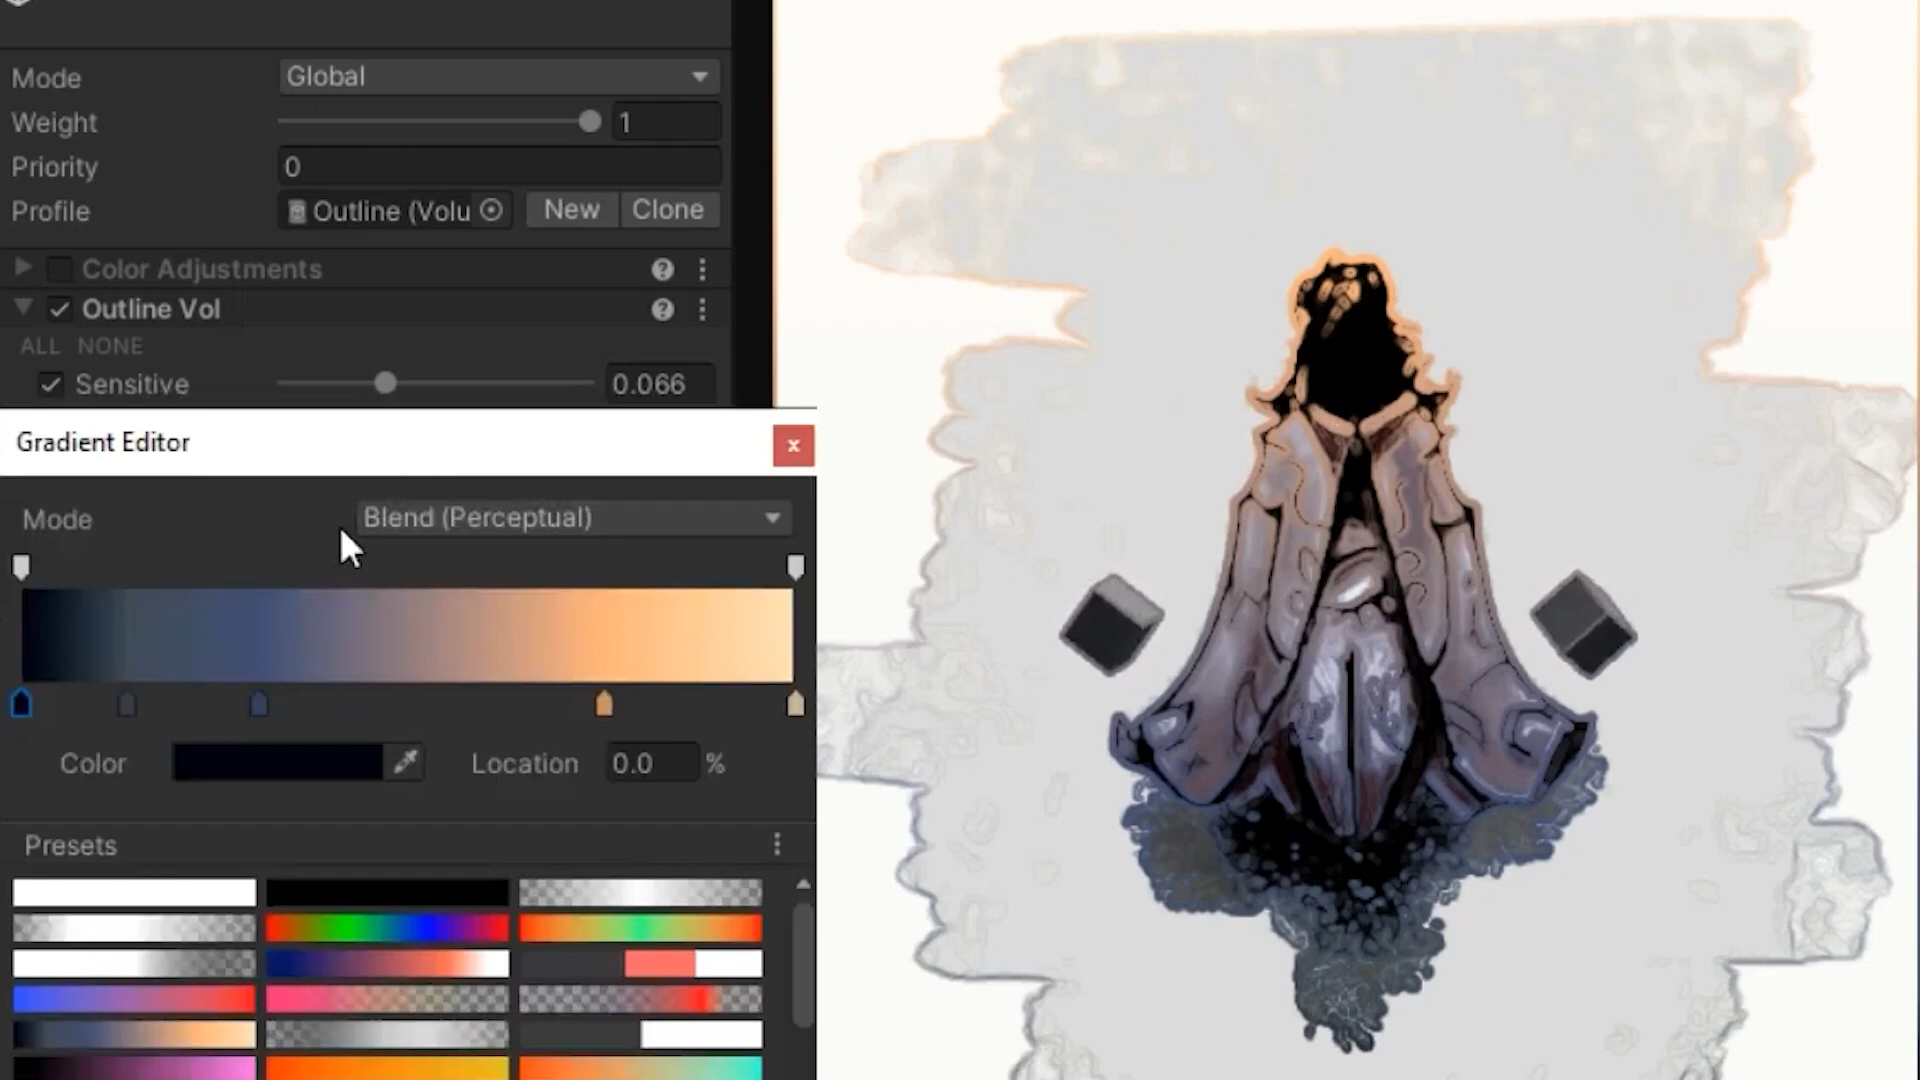 Mode Global
Weight 1
Priority 0
Profile Outline (Volu New Clone
Color Adjustments ?
Outline Vol ?
ALL NONE
Sensitive 0.066
Gradient Editor x
Mode Blend (Perceptual)
Color Location 0.0 %
Presets